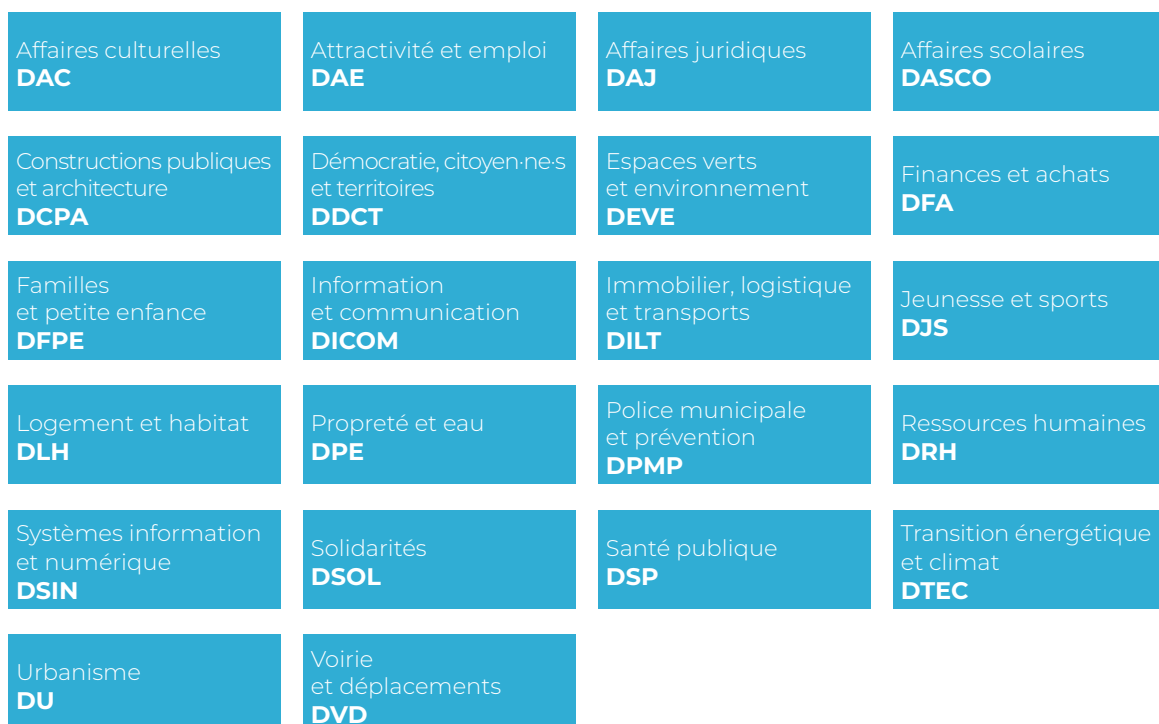 Affaires culturelles
DAC
Attractivité et emploi
DAE
Affaires juridiques
DAJ
Affaires scolaires
DASCO
Constructions publiques
et architecture
DCPA
Démocratie, citoyen·ne·s
et territoires
DDCT
Espaces verts
et environnement
DEVE
Finances et achats
DFA
Familles
et petite enfance
DFPE
Information
et communication
DICOM
Immobilier, logistique
et transports
DILT
Jeunesse et sports
DJS
Logement et habitat
DLH
Propreté et eau
DPE
Police municipale
et prévention
DPMP
Ressources humaines
DRH
Systèmes information
et numérique
DSIN
Solidarités
DSOL
Santé publique
DSP
Transition énergétique
et climat
DTEC
Urbanisme
DU
Voirie
et déplacements
DVD